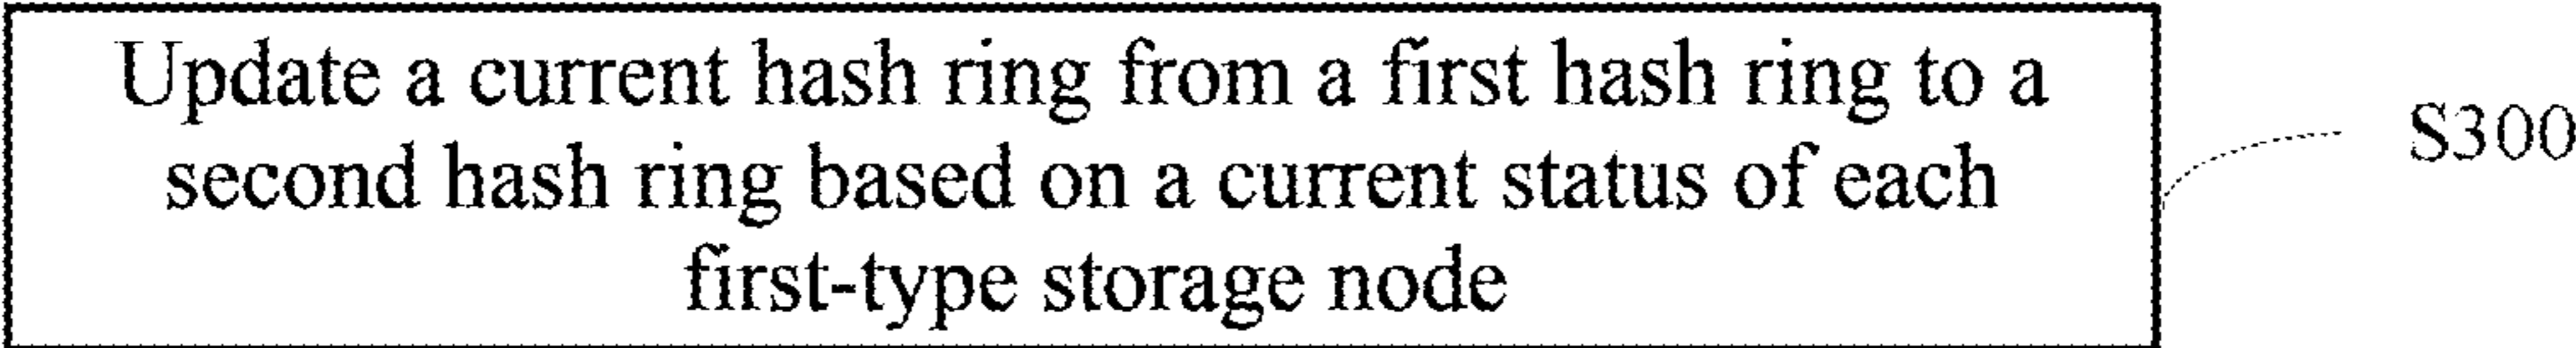 Update a current hash ring from a first hash ring to a
second hash ring based on a current status of each
first-type storage node
S300